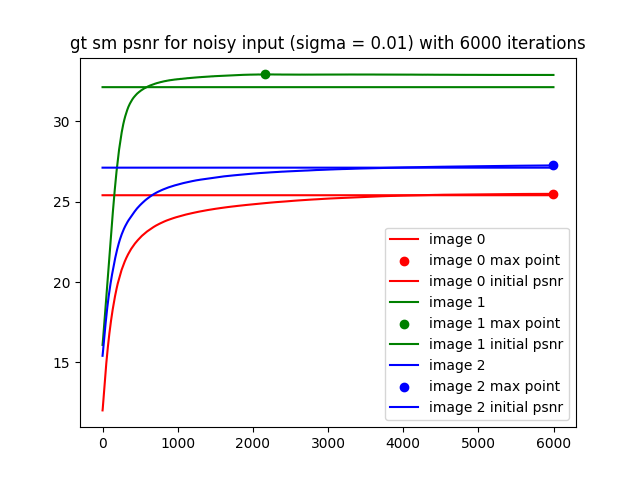 gt sm psnr for noisy input (sigma = 0.01) with 6000 iterations
30
25
20
15
image 0
image 0 max point
image 0 initial psnr
image 1
image 1 max point
image 1 initial psnr
image 2
image 2 max point
image 2 initial psnr
0 1000 2000 3000 4000 5000 6000